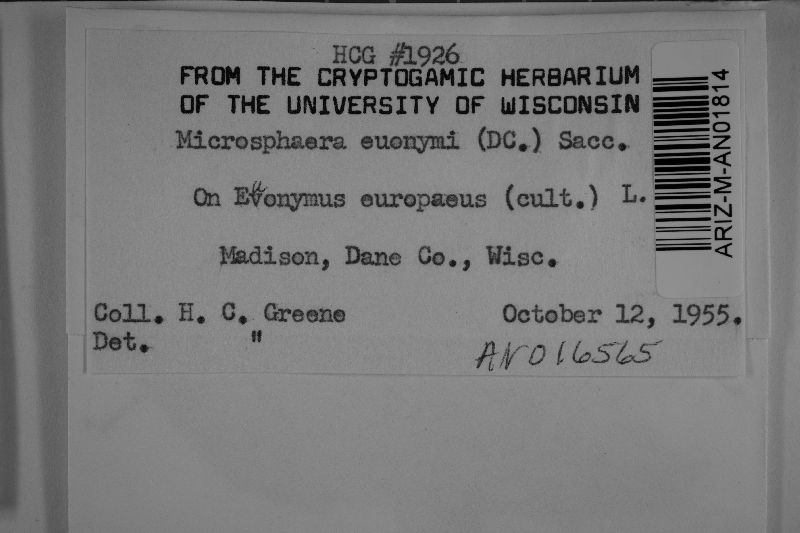 HCG #1926
FROM THE CRYPTOGAMIC HERBARIUM
OF THE UNIVERSITY OF WISCONSIN
Microsphaera euonymi (DC.) Sacc.
On Euonymus europaeus (cult.) L.
Madison, Dane Co., Wisc.
Coll. H. C. Greene October 12, 1955.
Det. "
AN016565
ARIZ-M-AN01814